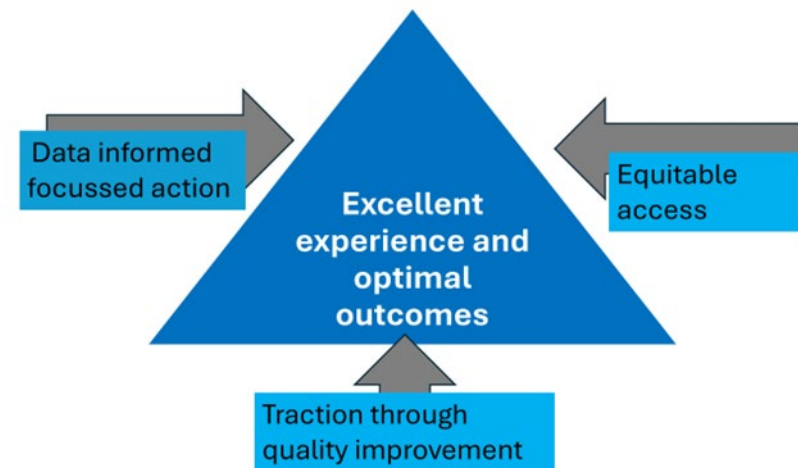 Data informed
focussed action
Equitable
access
Excellent
experience and
optimal
outcomes
Traction through
quality improvement